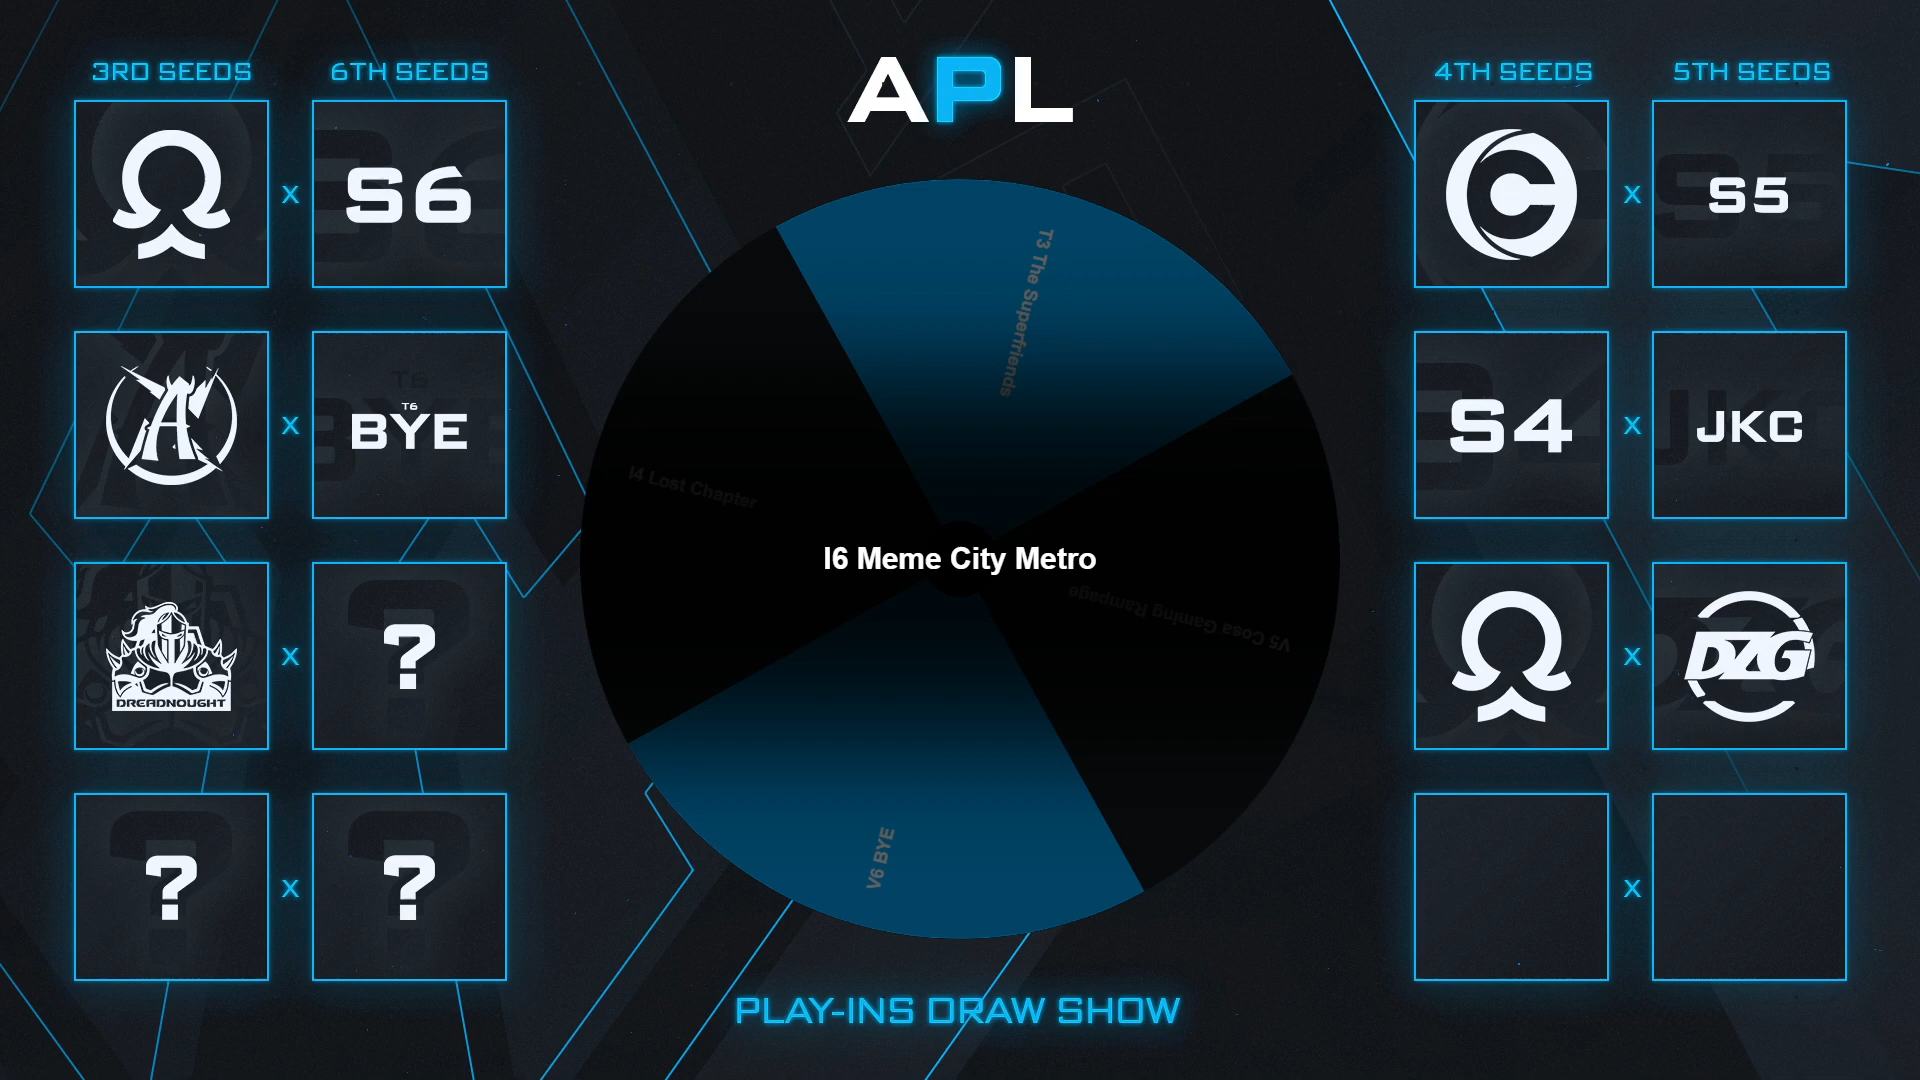 APL
3RD SEEDS
6TH SEEDS
4TH SEEDS
5TH SEEDS
x
S6
x
S5
T6
BYE
x
S4
x
JKC
DREADNOUGHT
x
?
x
DZG
?
x
?
x
T3 The Superfriends
I4 Lost Chapter
I6 Meme City Metro
V5 Cosa Gaming Rampage
V6 BYE
PLAY-INS DRAW SHOW